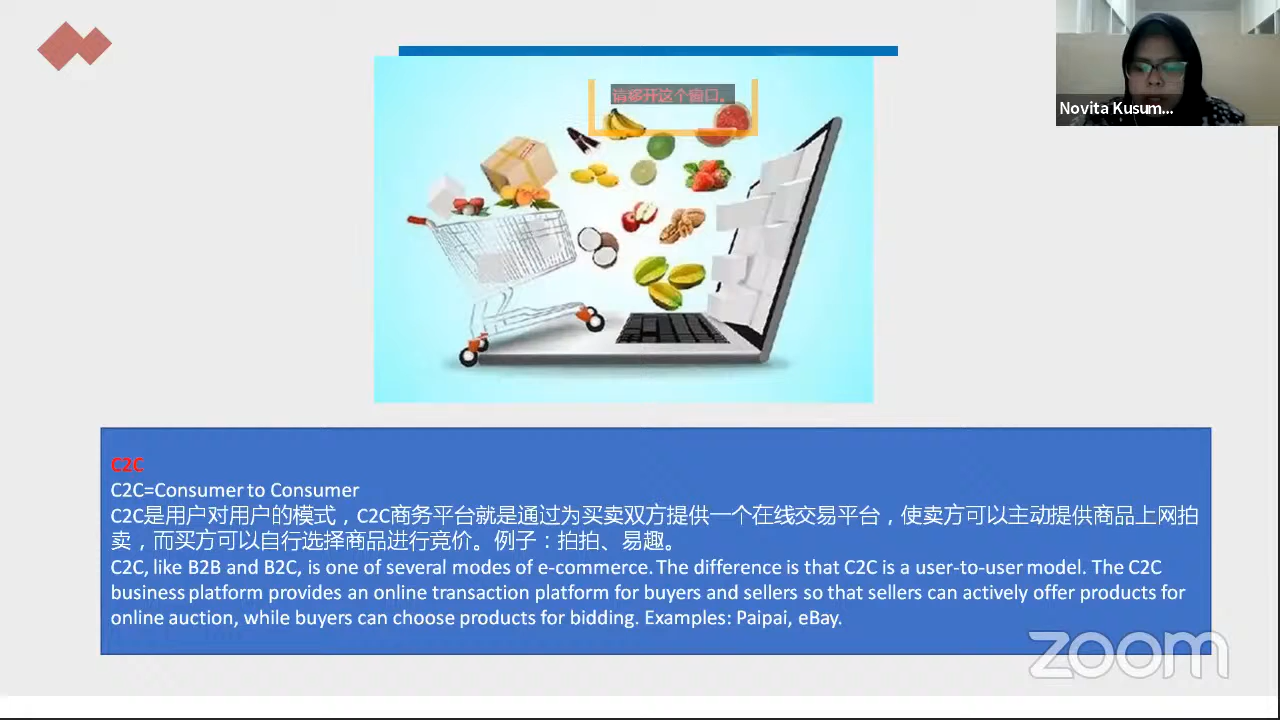 请移开这个窗口。
Novita Kusum...
C2C
C2C=Consumer to Consumer
C2C是用户对用户的模式，C2C商务平台就是通过为买卖双方提供一个在线交易平台，使卖方可以主动提供商品上网拍
卖，而买方可以自行选择商品进行竞价。例子：拍拍、易趣。
C2C, like B2B and B2C, is one of several modes of e-commerce. The difference is that C2C is a user-to-user model. The C2C
business platform provides an online transaction platform for buyers and sellers so that sellers can actively offer products for
online auction, while buyers can choose products for bidding. Examples: Paipai, eBay.
zoom